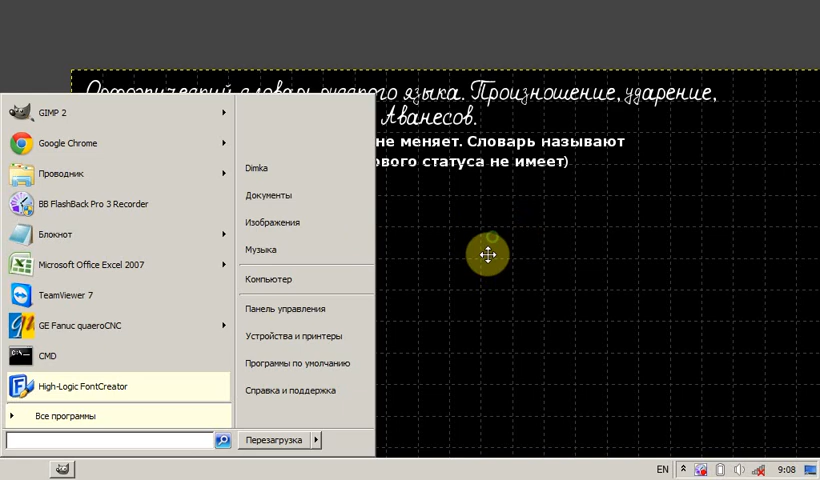 Орфоэпический словарь русского языка. Произношение, ударение,
Аванесов.
не меняет. Словарь называют
ового статуса не имеет)
GIMP 2
Google Chrome
Проводник
BB FlashBack Pro 3 Recorder
Блокнот
Microsoft Office Excel 2007
TeamViewer 7
GE Fanuc quaeroCNC
CMD
High-Logic FontCreator
Все программы
Dimka
Документы
Изображения
Музыка
Компьютер
Панель управления
Устройства и принтеры
Программы по умолчанию
Справка и поддержка
Перезагрузка
EN
9:08